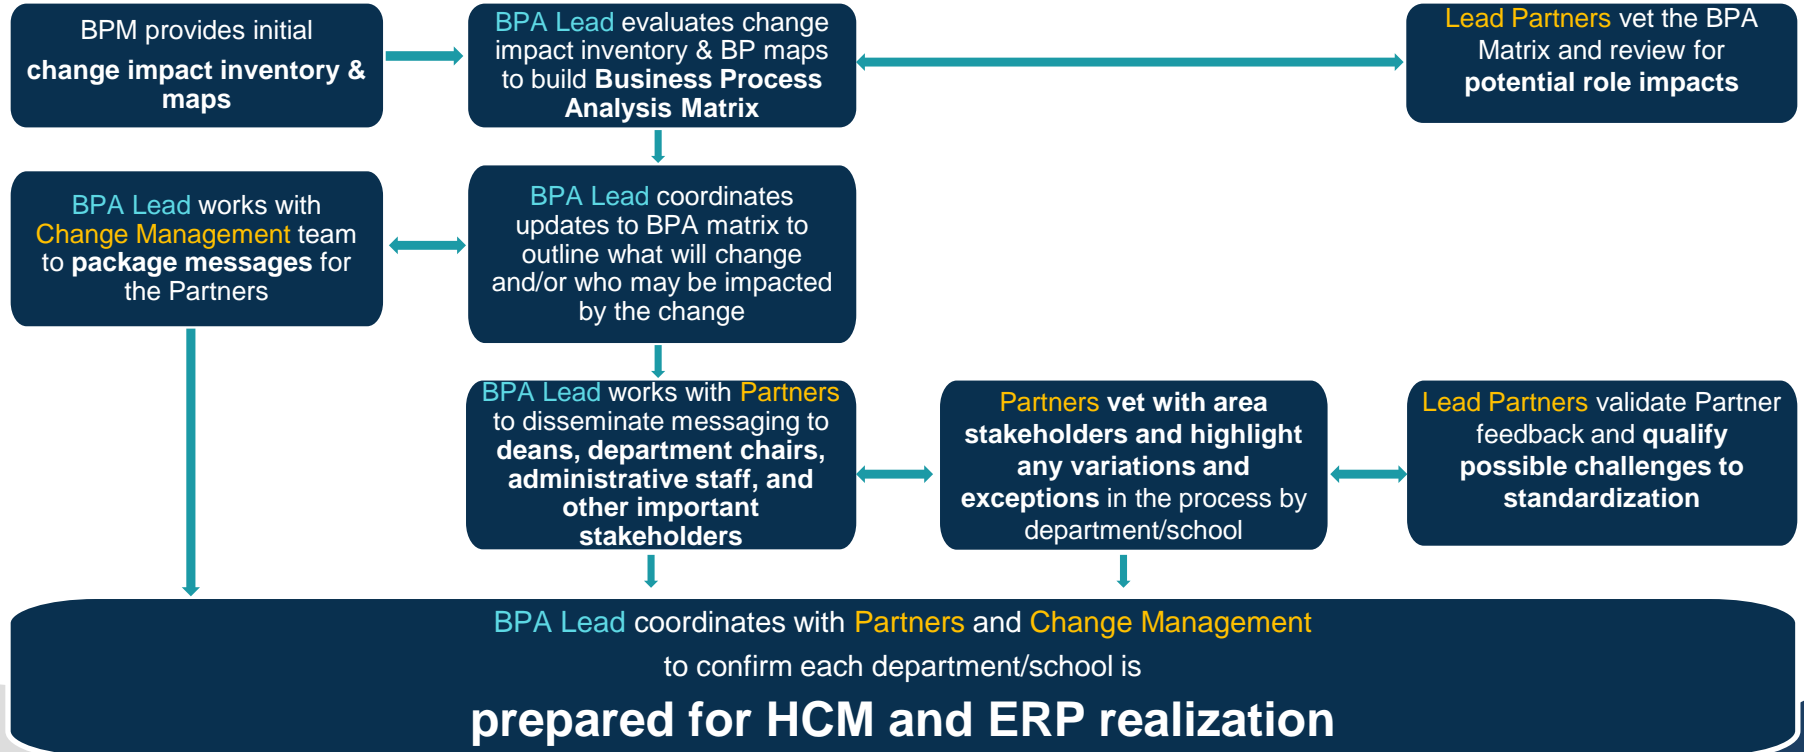 BPM provides initial
change impact inventory &
maps
BPA Lead evaluates change
impact inventory & BP maps
to build Business Process
Analysis Matrix
Lead Partners vet the BPA
Matrix and review for
potential role impacts
BPA Lead works with
Change Management team
to package messages for
the Partners
BPA Lead coordinates
updates to BPA matrix to
outline what will change
and/or who may be impacted
by the change
BPA Lead works with Partners
to disseminate messaging to
deans, department chairs,
administrative staff, and
other important
stakeholders
Partners vet with area
stakeholders and highlight
any variations and
exceptions in the process by
department/school
Lead Partners validate Partner
feedback and qualify
possible challenges to
standardization
BPA Lead coordinates with Partners and Change Management
to confirm each department/school is
prepared for HCM and ERP realization